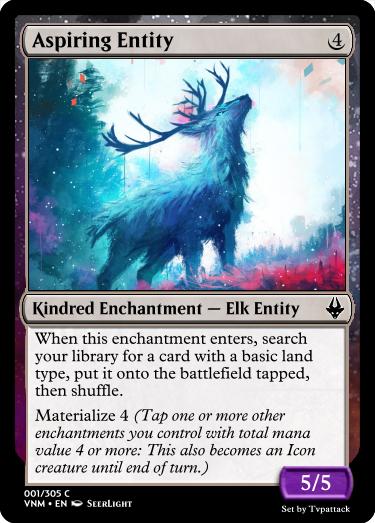 Aspiring Entity 4
Kindred Enchantment — Elk Entity
When this enchantment enters, search
your library for a card with a basic land
type, put it onto the battlefield tapped,
then shuffle.
Materialize 4 (Tap one or more other
enchantments you control with total mana
value 4 or more: This also becomes an Icon
creature until end of turn.)
5/5
001/305 C
VNM • EN SeerLight
Set by Tvpattack